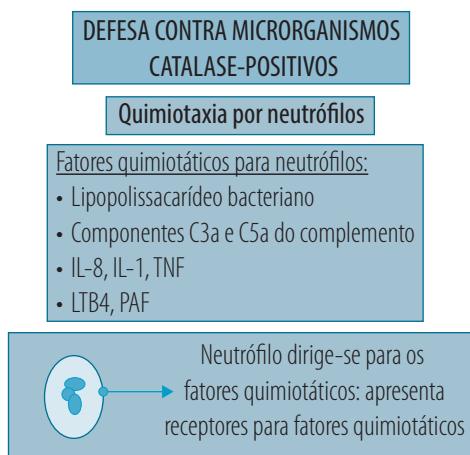 DEFESA CONTRA MICRORGANISMOS
CATALASE-POSITIVOS
Quimiotaxia por neutrófilos
Fatores quimiotáticos para neutrófilos:
• Lipopolissacarídeo bacteriano
• Componentes C3a e C5a do complemento
• IL-8, IL-1, TNF
• LTB4, PAF
Neutrófilo dirige-se para os
fatores quimiotáticos: apresenta
receptores para fatores quimiotáticos